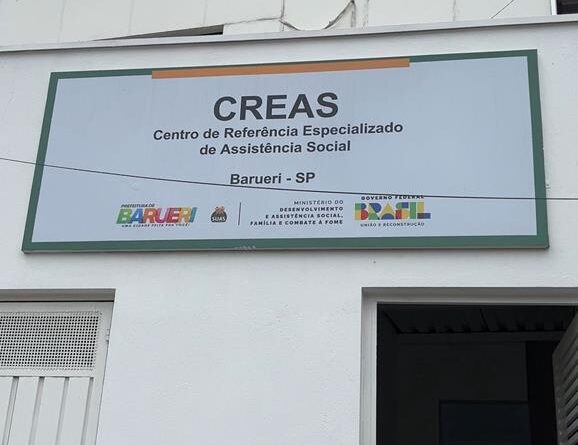 CREAS
Centro de Referência Especializado
de Assistência Social
Barueri - SP
PREFEITURA DE
BARUERI
UMA CIDADE FEITA PRA VOCÊ!
SUAS
MINISTÉRIO DO
DESENVOLVIMENTO
E ASSISTÊNCIA SOCIAL,
FAMÍLIA E COMBATE À FOME
GOVERNO FEDERAL
BRASIL
UNIÃO E RECONSTRUÇÃO